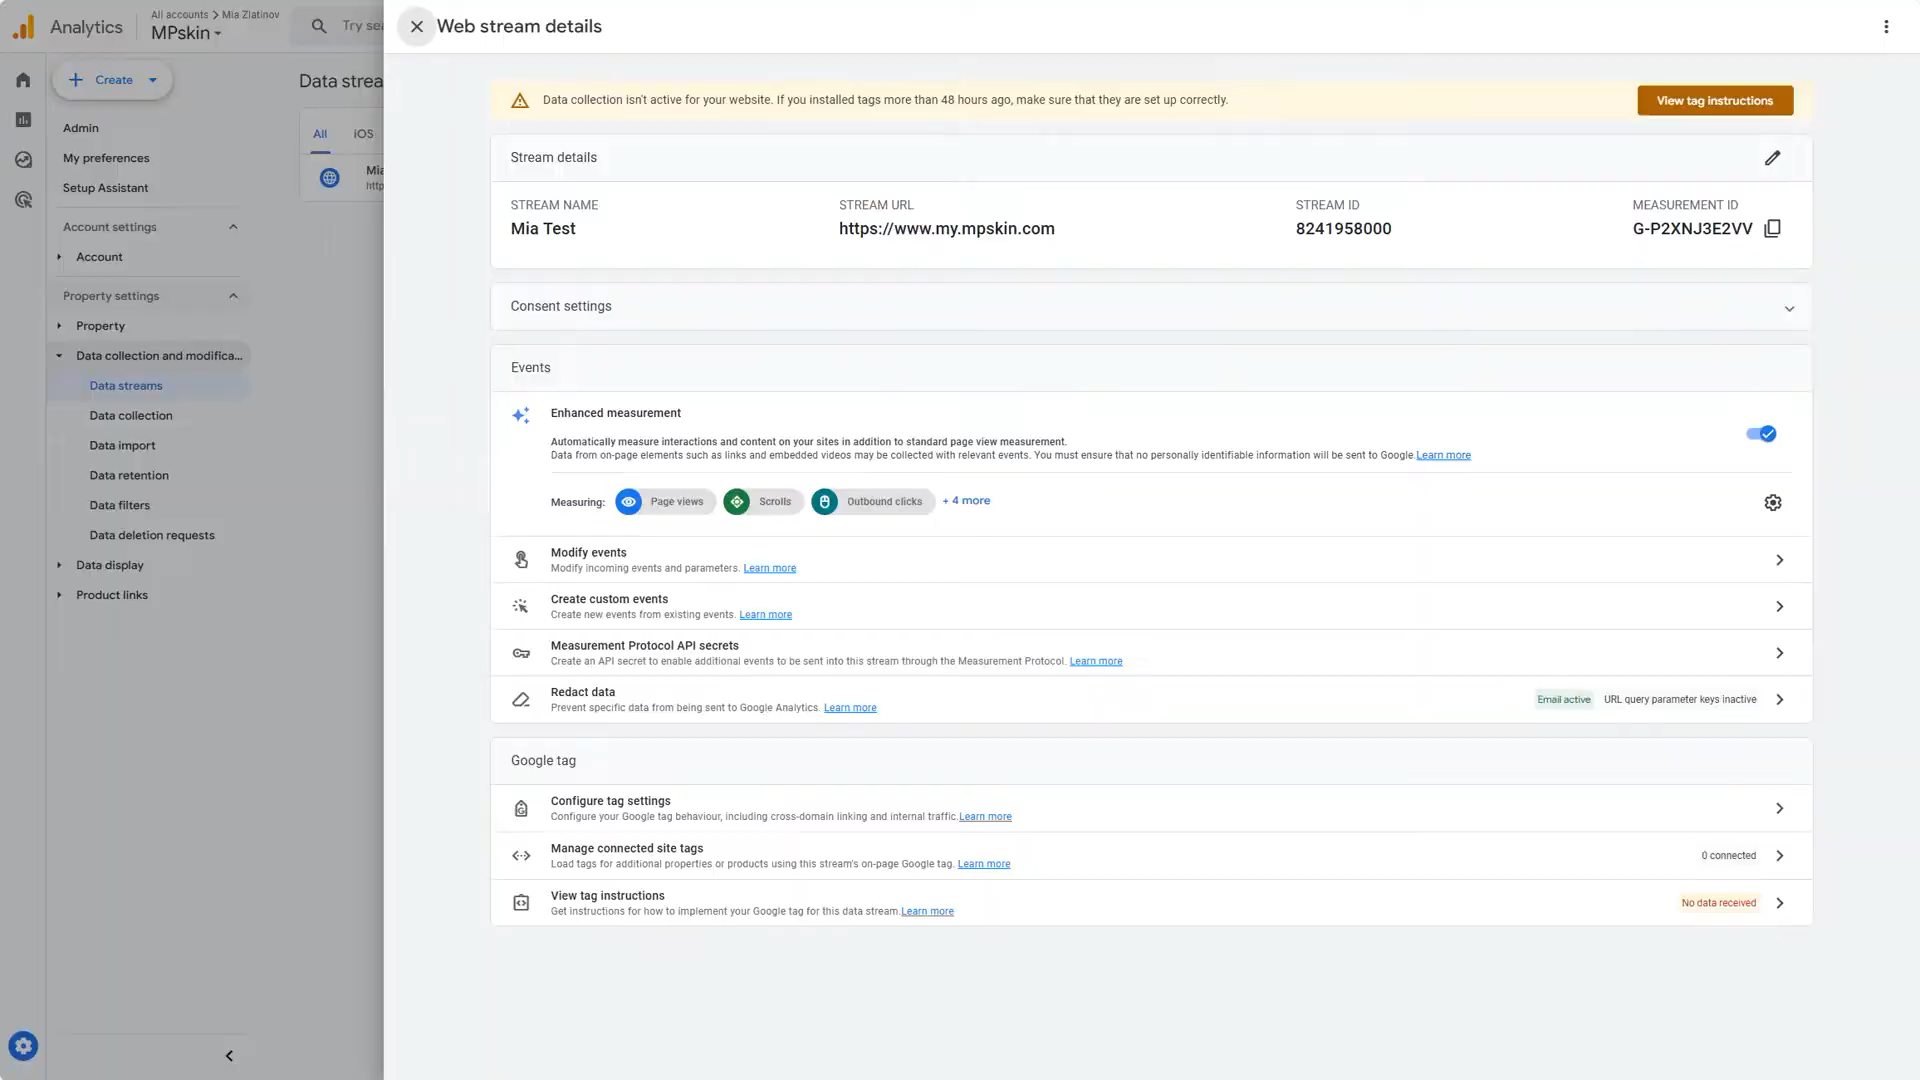 Analytics
All accounts > Mia Zlatinov
MPskin
Try sea
Web stream details
Create
Admin
My preferences
Setup Assistant
Account settings
Account
Property settings
Property
Data collection and modifica...
Data streams
Data collection
Data import
Data retention
Data filters
Data deletion requests
Data display
Product links
Data strea
All
iOS
Mia
http
Data collection isn't active for your website. If you installed tags more than 48 hours ago, make sure that they are set up correctly.
View tag instructions
Stream details
STREAM NAME
Mia Test
STREAM URL
https://www.my.mpskin.com
STREAM ID
8241958000
MEASUREMENT ID
G-P2XNJ3E2VV
Consent settings
Events
Enhanced measurement
Automatically measure interactions and content on your sites in addition to standard page view measurement.
Data from on-page elements such as links and embedded videos may be collected with relevant events. You must ensure that no personally identifiable information will be sent to Google. Learn more
Measuring: Page views Scrolls Outbound clicks + 4 more
Modify events
Modify incoming events and parameters. Learn more
Create custom events
Create new events from existing events. Learn more
Measurement Protocol API secrets
Create an API secret to enable additional events to be sent into this stream through the Measurement Protocol. Learn more
Redact data
Prevent specific data from being sent to Google Analytics. Learn more
Email active URL query parameter keys inactive
Google tag
Configure tag settings
Configure your Google tag behaviour, including cross-domain linking and internal traffic. Learn more
Manage connected site tags
Load tags for additional properties or products using this stream's on-page Google tag. Learn more
0 connected
View tag instructions
Get instructions for how to implement your Google tag for this data stream. Learn more
No data received